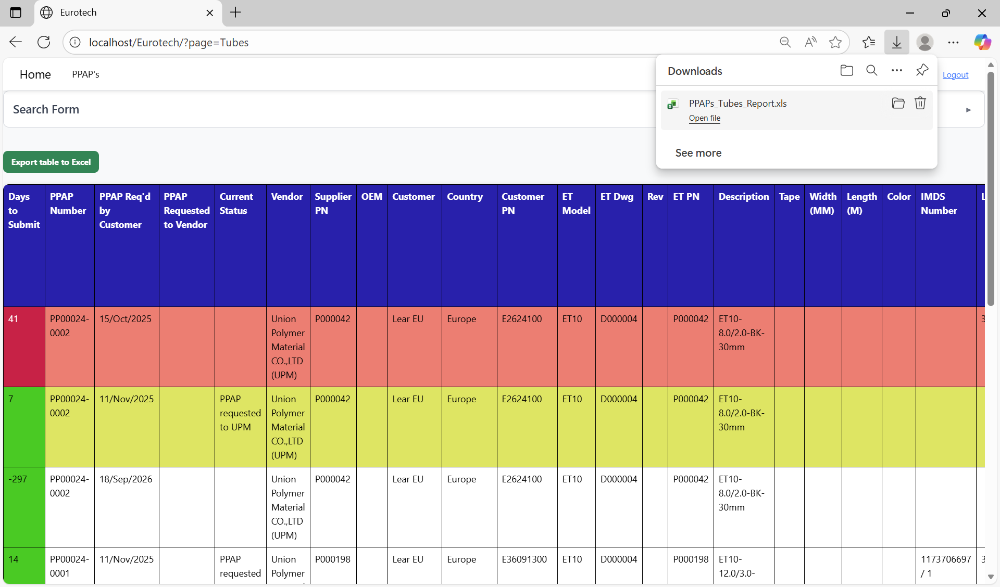 Eurotech
localhost/Eurotech/?page=Tubes
Home PPAP's
Logout
Search Form
Downloads
PPAPs_Tubes_Report.xls
Open file
See more
Export table to Excel
Days to Submit | PPAP Number | PPAP Req'd by Customer | PPAP Requested to Vendor | Current Status | Vendor | Supplier PN | OEM | Customer | Country | Customer PN | ET Model | ET Dwg | Rev | ET PN | Description | Tape | Width (MM) | Length (M) | Color | IMDS Number | L
41 | PP00024-0002 | 15/Oct/2025 | | | Union Polymer Material CO.,LTD (UPM) | P000042 | | Lear EU | Europe | E2624100 | ET10 | D000004 | | P000042 | ET10-8.0/2.0-BK-30mm | | | | | | 3
7 | PP00024-0002 | 11/Nov/2025 | | PPAP requested to UPM | Union Polymer Material CO.,LTD (UPM) | P000042 | | Lear EU | Europe | E2624100 | ET10 | D000004 | | P000042 | ET10-8.0/2.0-BK-30mm
-297 | PP00024-0002 | 18/Sep/2026 | | | Union Polymer Material CO.,LTD (UPM) | P000042 | | Lear EU | Europe | E2624100 | ET10 | D000004 | | P000042 | ET10-8.0/2.0-BK-30mm
14 | PP00024-0001 | 11/Nov/2025 | | PPAP requested | Union Polymer | P000198 | | Lear EU | Europe | E36091300 | ET10 | D000004 | | P000198 | ET10-12.0/3.0- | | | | | 1173706697 / 1 | 3